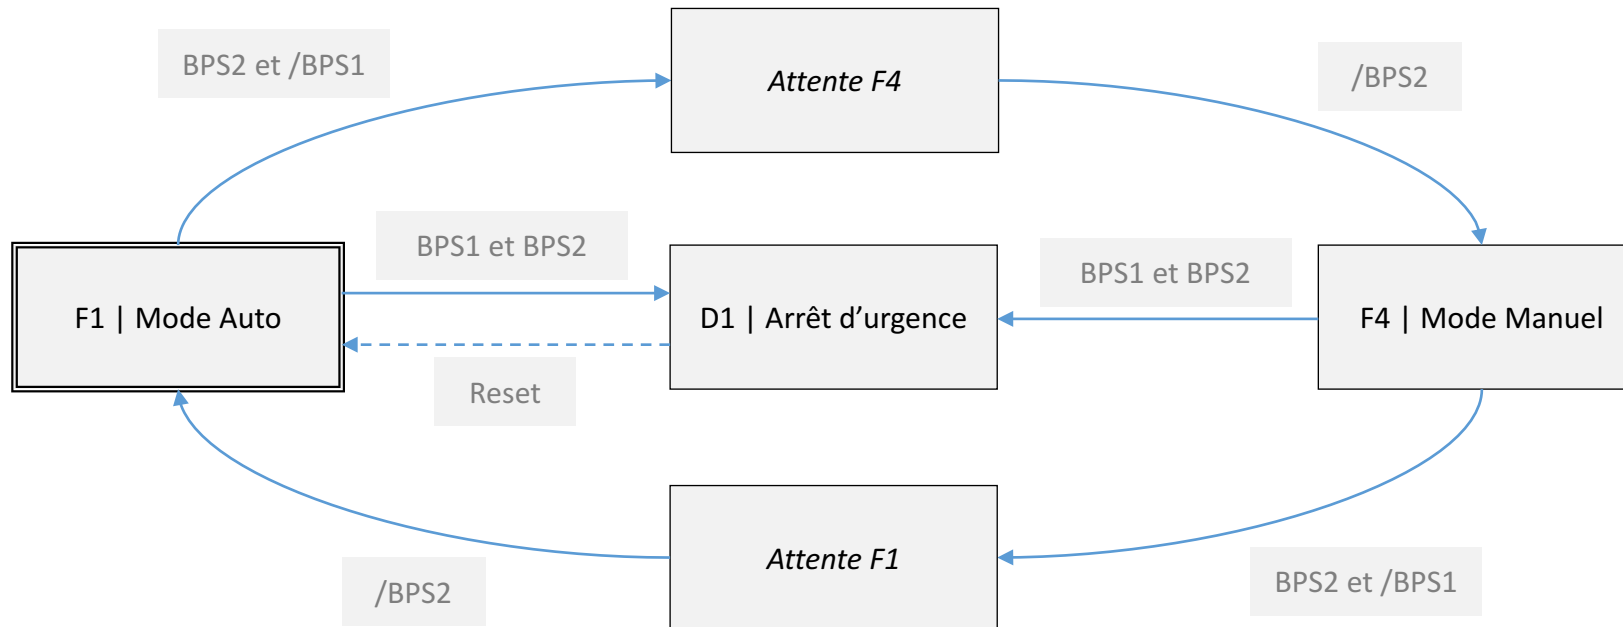 BPS2 et /BPS1
Attente F4
/BPS2
F1 | Mode Auto
BPS1 et BPS2
D1 | Arrêt d’urgence
BPS1 et BPS2
F4 | Mode Manuel
Reset
/BPS2
Attente F1
BPS2 et /BPS1